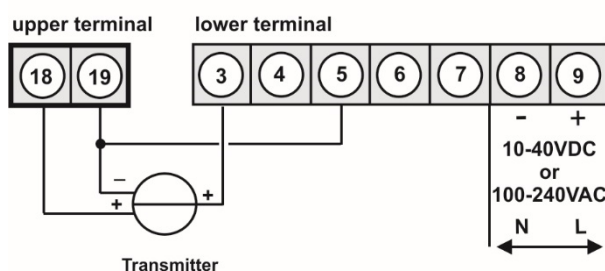 upper terminal lower terminal
18 19 3 4 5 6 7 8 9
- +
10-40VDC
or
100-240VAC
N L
–
+ +
Transmitter